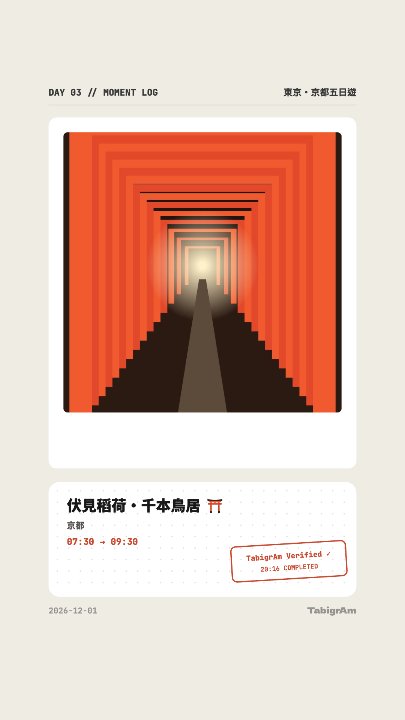 DAY 03 // MOMENT LOG
東京・京都五日遊
伏見稲荷・千本鳥居 ⛩️
京都
07:30 → 09:30
TabigrAm Verified ✓
20:16 COMPLETED
2026-12-01
TabigrAm